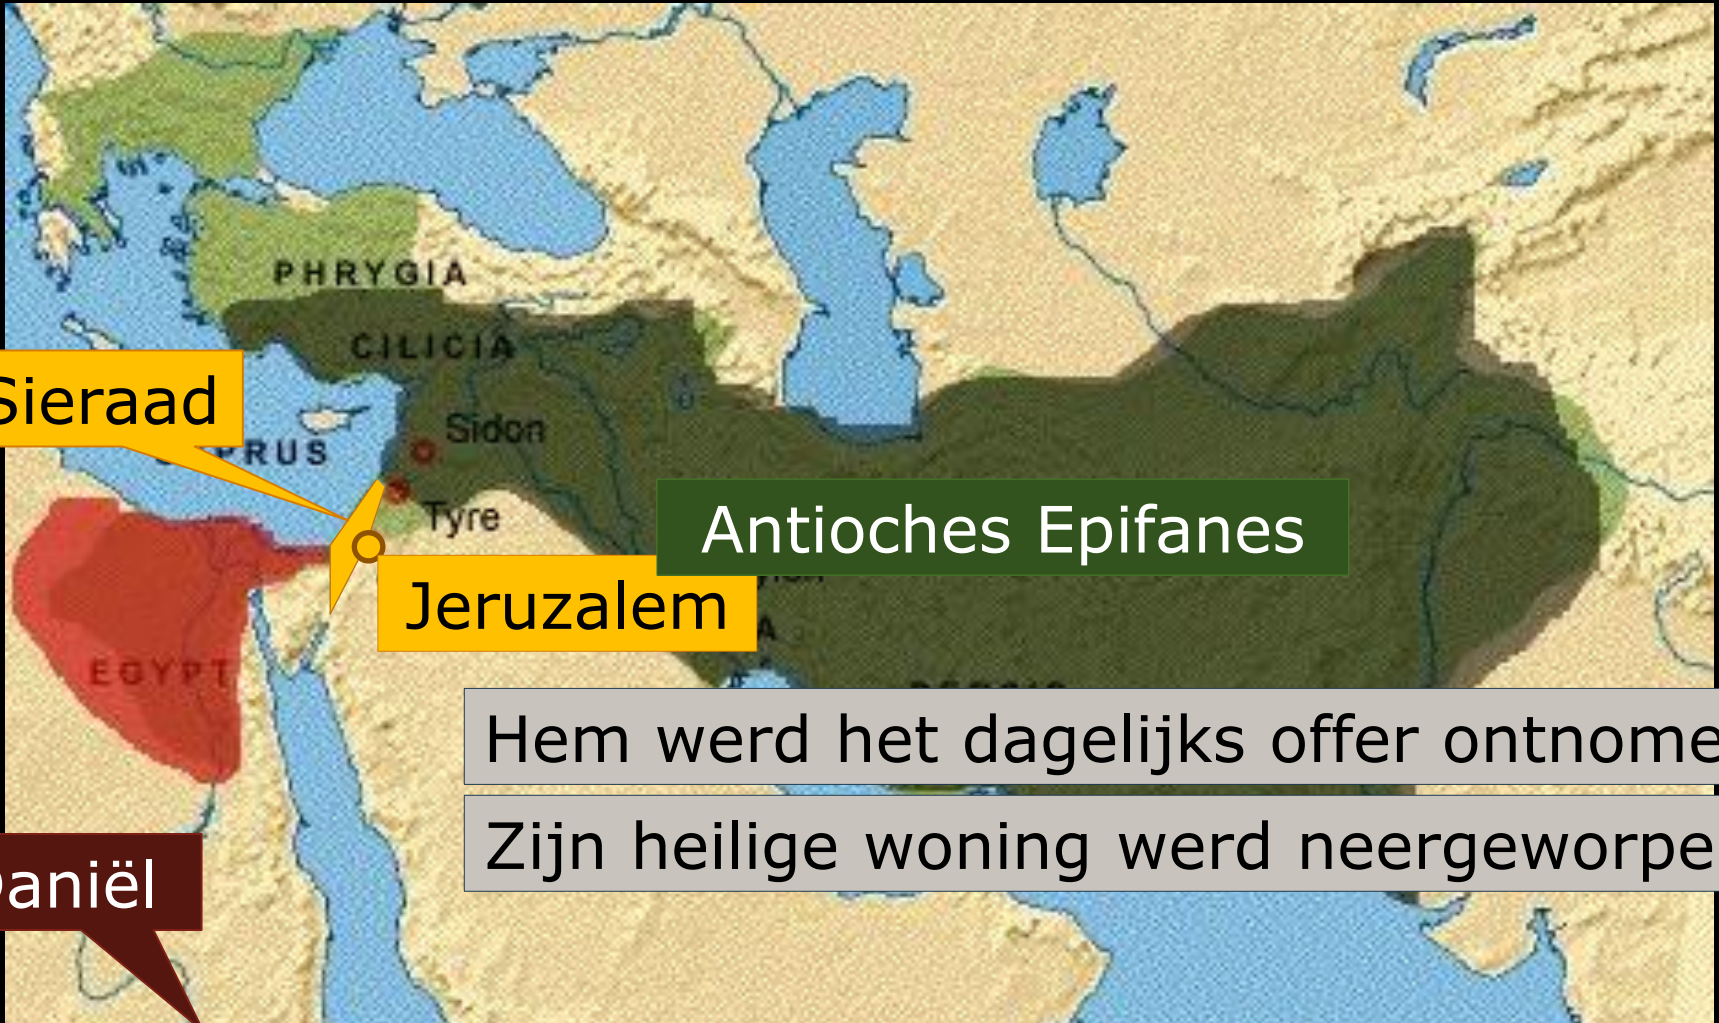 PHRYGIA
CILICIA
Sieraad
Sidon
Tyre
Antioches Epifanes
Jeruzalem
EGYPT
Hem werd het dagelijks offer ontnome
Zijn heilige woning werd neergeworpe
Daniël